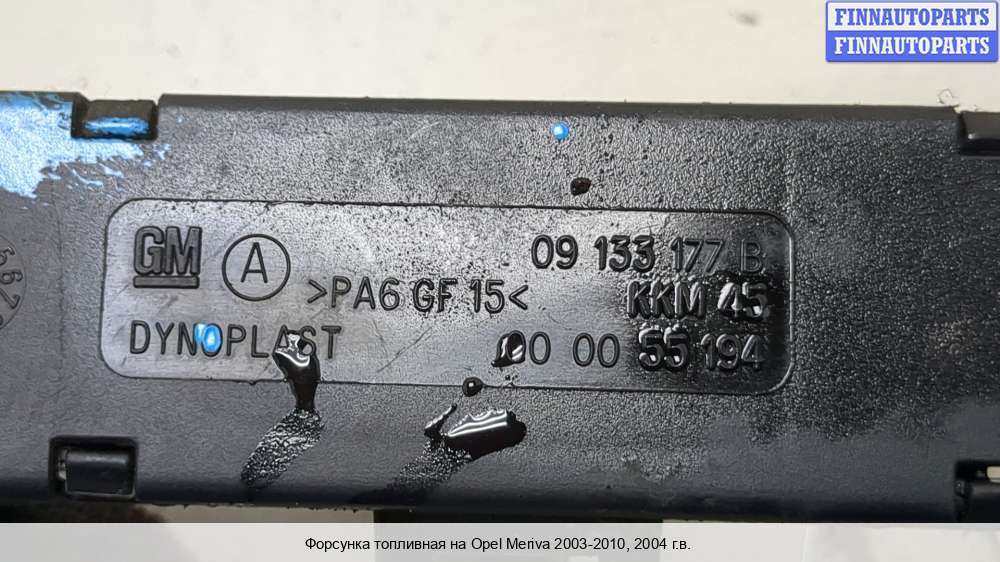 FINNAUTOPARTS
FINNAUTOPARTS
GM A 09 133 177 B
>PA6 GF 15< KKM 45
DYNOPLAST 00 00 55 194
Форсунка топливная на Opel Meriva 2003-2010, 2004 г.в.